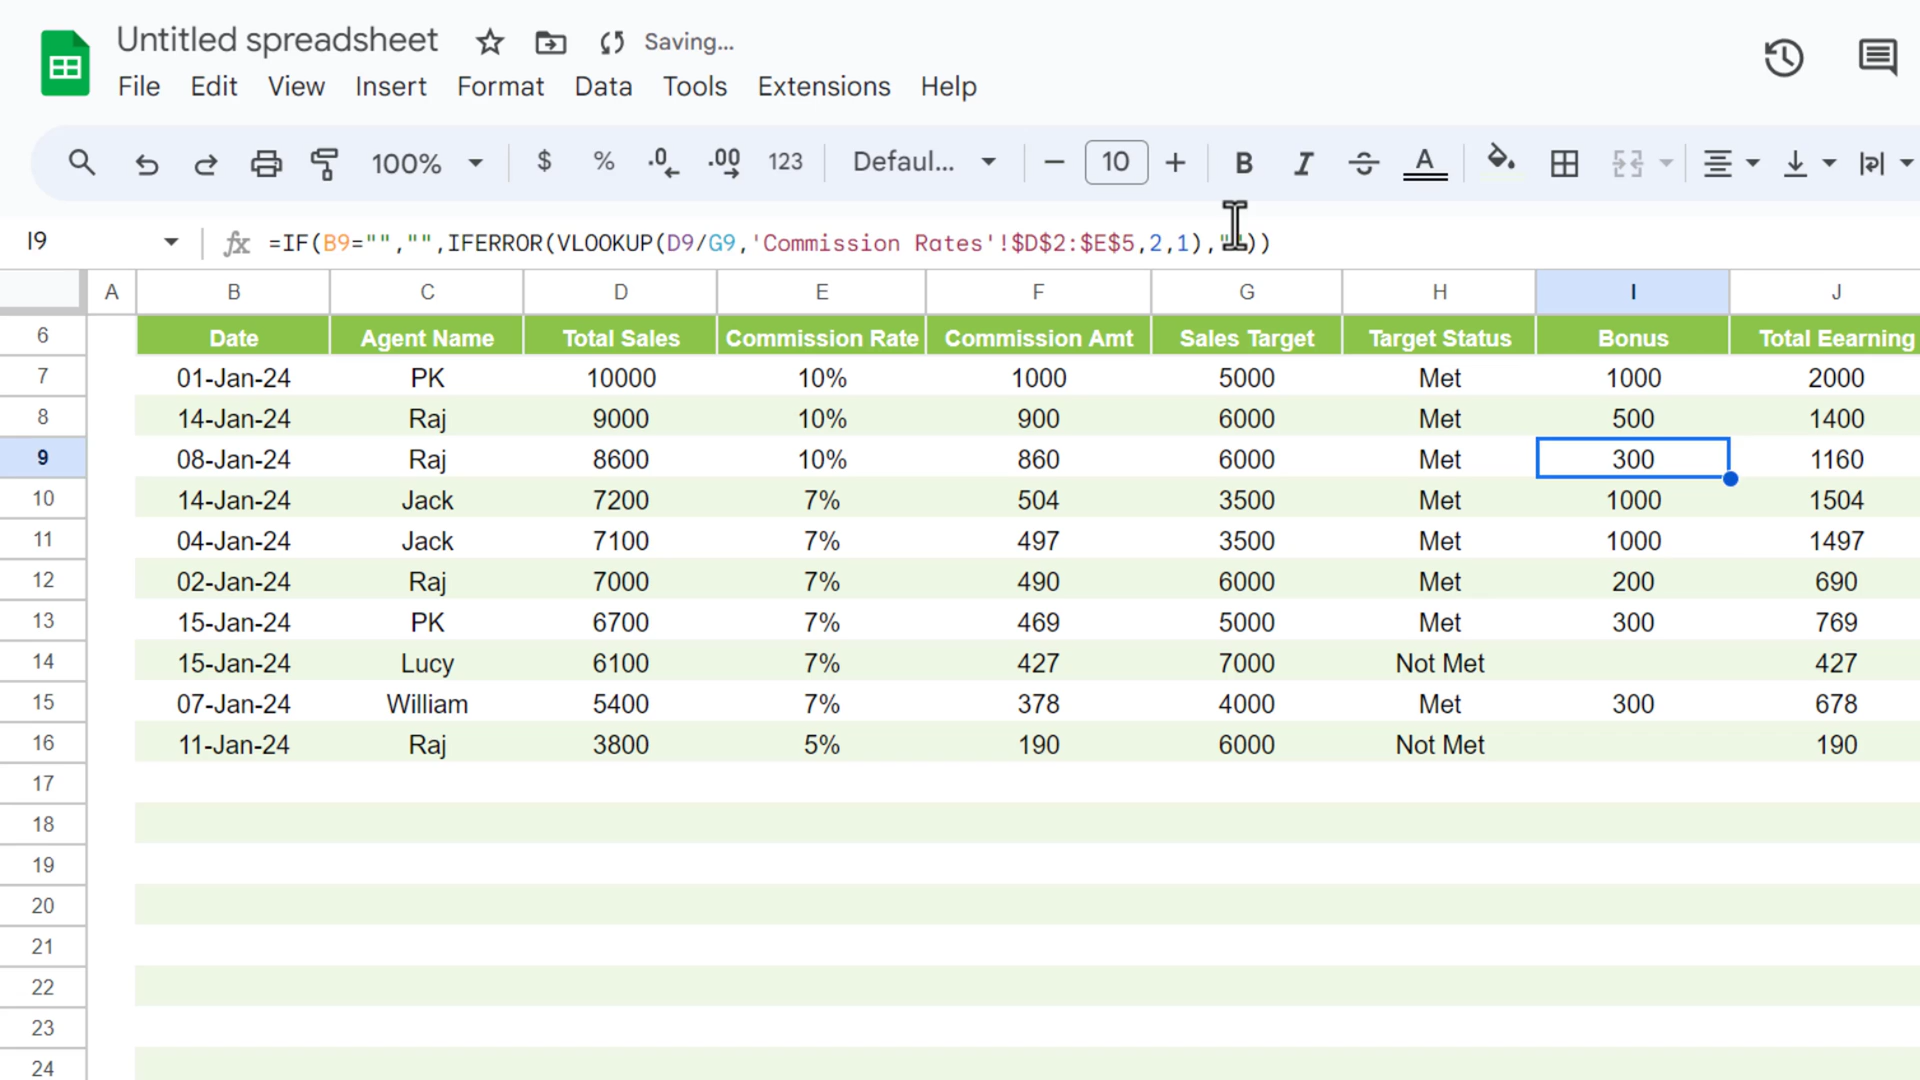 Untitled spreadsheet Saving...
File Edit View Insert Format Data Tools Extensions Help
100% $ % .0 .00 123 Defaul... − 10 + B I A
I9 fx =IF(B9="","",IFERROR(VLOOKUP(D9/G9,'Commission Rates'!$D$2:$E$5,2,1),""))
A B C D E F G H I J
6 Date Agent Name Total Sales Commission Rate Commission Amt Sales Target Target Status Bonus Total Eearning
7 01-Jan-24 PK 10000 10% 1000 5000 Met 1000 2000
8 14-Jan-24 Raj 9000 10% 900 6000 Met 500 1400
9 08-Jan-24 Raj 8600 10% 860 6000 Met 300 1160
10 14-Jan-24 Jack 7200 7% 504 3500 Met 1000 1504
11 04-Jan-24 Jack 7100 7% 497 3500 Met 1000 1497
12 02-Jan-24 Raj 7000 7% 490 6000 Met 200 690
13 15-Jan-24 PK 6700 7% 469 5000 Met 300 769
14 15-Jan-24 Lucy 6100 7% 427 7000 Not Met 427
15 07-Jan-24 William 5400 7% 378 4000 Met 300 678
16 11-Jan-24 Raj 3800 5% 190 6000 Not Met 190
17
18
19
20
21
22
23
24